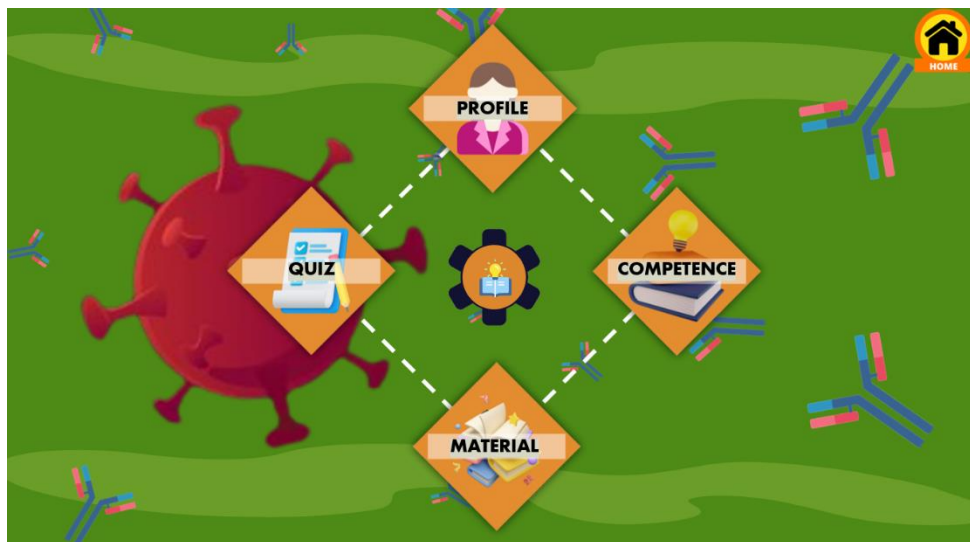 HOME
PROFILE
QUIZ
COMPETENCE
MATERIAL